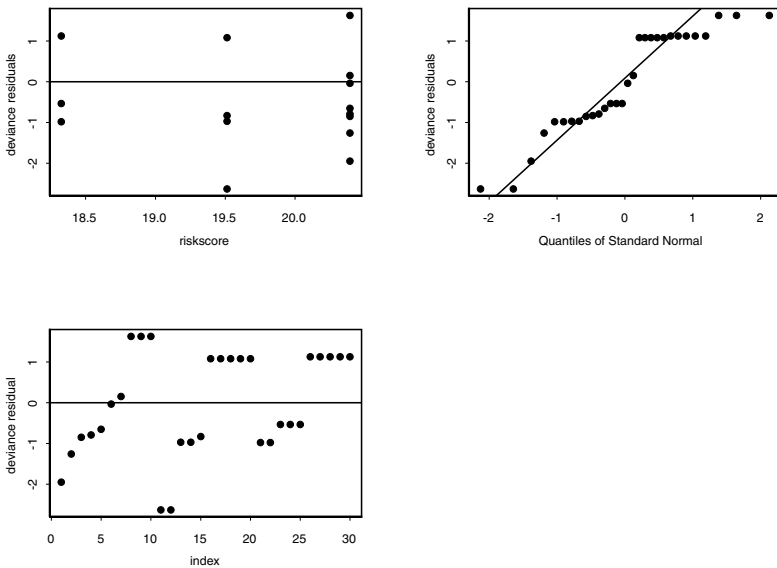 deviance residuals
1
0
-1
-2
18.5 19.0 19.5 20.0
riskscore
deviance residuals
1
0
-1
-2
-2 -1 0 1 2
Quantiles of Standard Normal
deviance residual
1
0
-1
-2
0 5 10 15 20 25 30
index